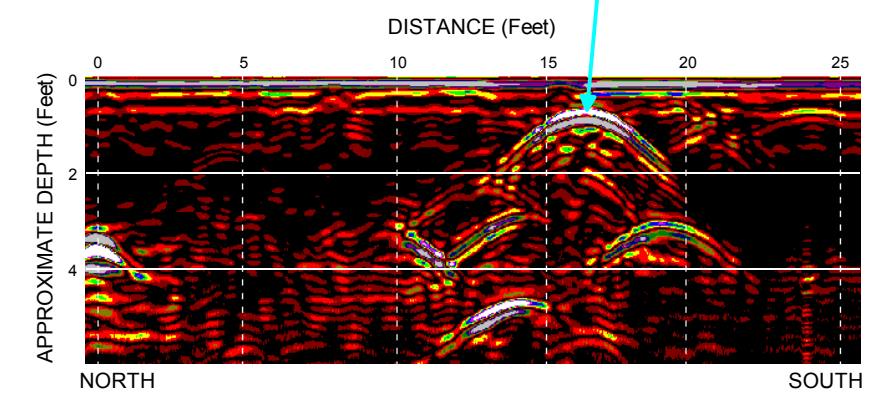 DISTANCE (Feet)
0 5 10 15 20 25
APPROXIMATE DEPTH (Feet)
0
2
4
NORTH SOUTH